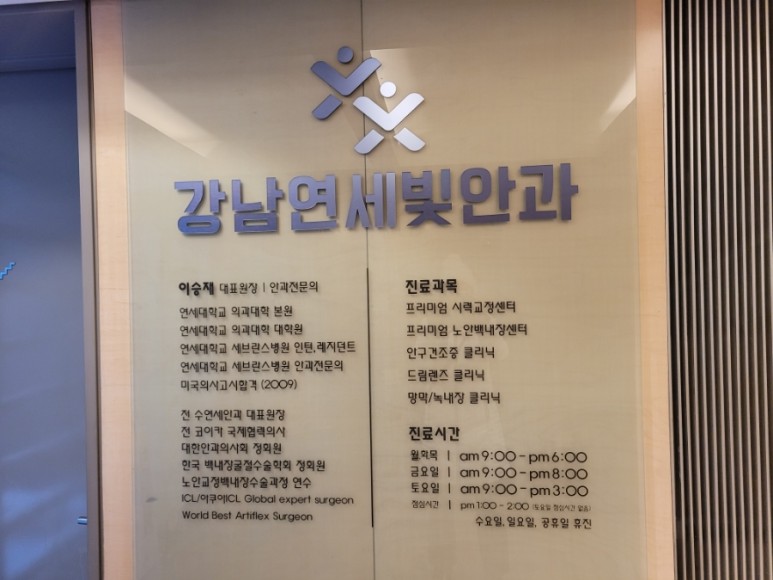 강남연세빛안과
이승재 대표원장 | 안과전문의
연세대학교 의과대학 본원
연세대학교 의과대학 대학원
연세대학교 세브란스병원 인턴,레지던트
연세대학교 세브란스병원 안과전문의
미국의사고시합격 (2009)
전 수연세안과 대표원장
전 코이카 국제협력의사
대한안과의사회 정회원
한국 백내장굴절수술학회 정회원
노안교정백내장수술과정 연수
ICL/아쿠아ICL Global expert surgeon
World Best Artiflex Surgeon
진료과목
프리미엄 시력교정센터
프리미엄 노안백내장센터
안구건조증 클리닉
드림렌즈 클리닉
망막/녹내장 클리닉
진료시간
월화목 | am 9:00 - pm 6:00
금요일 | am 9:00 - pm 8:00
토요일 | am 9:00 - pm 3:00
점심시간 | pm 1:00 - 2:00 (토요일 점심시간 없음)
수요일, 일요일, 공휴일 휴진